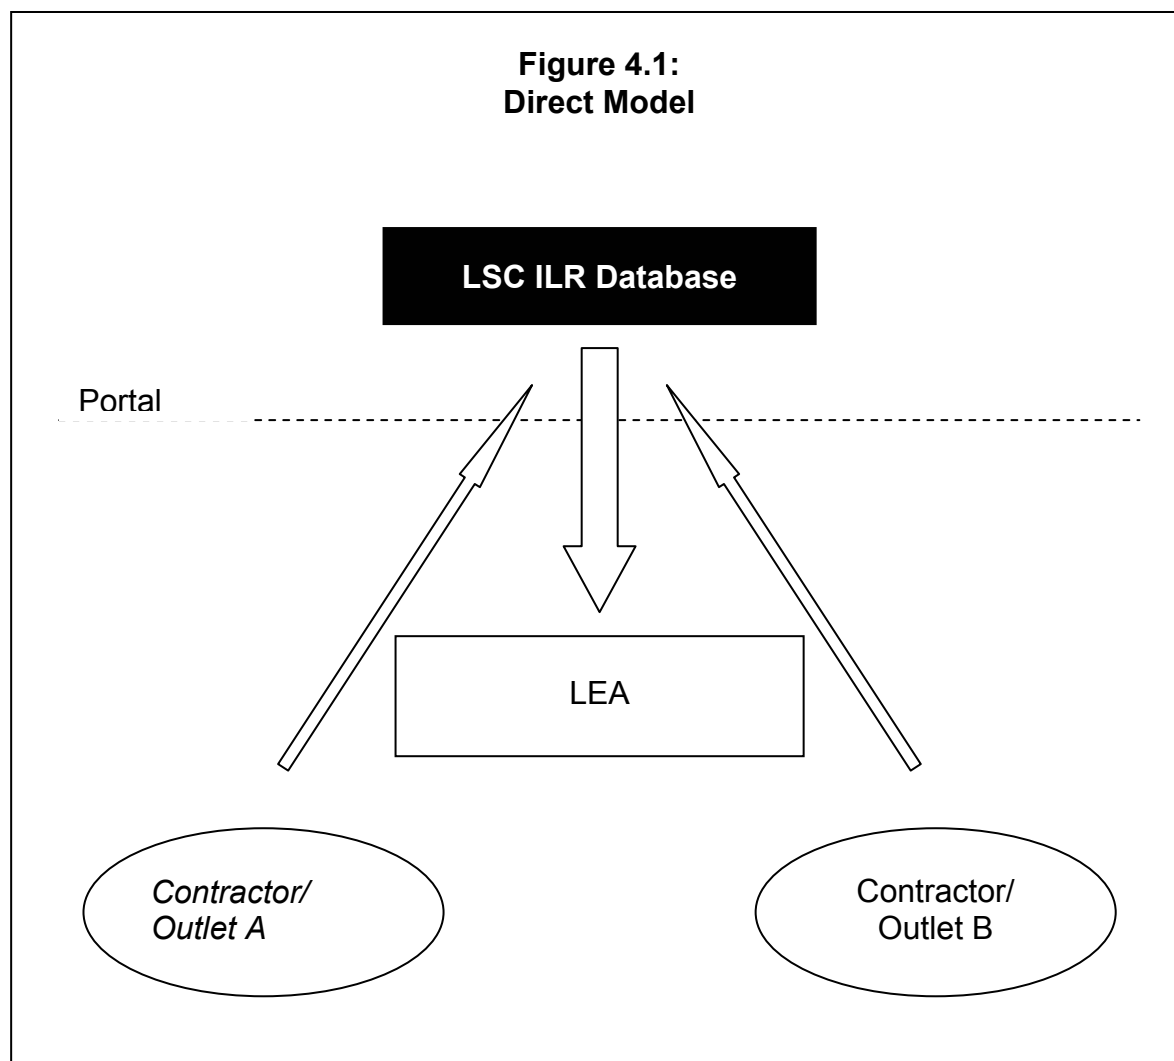 Figure 4.1:
Direct Model
LSC ILR Database
Portal
LEA
Contractor/
Outlet A
Contractor/
Outlet B